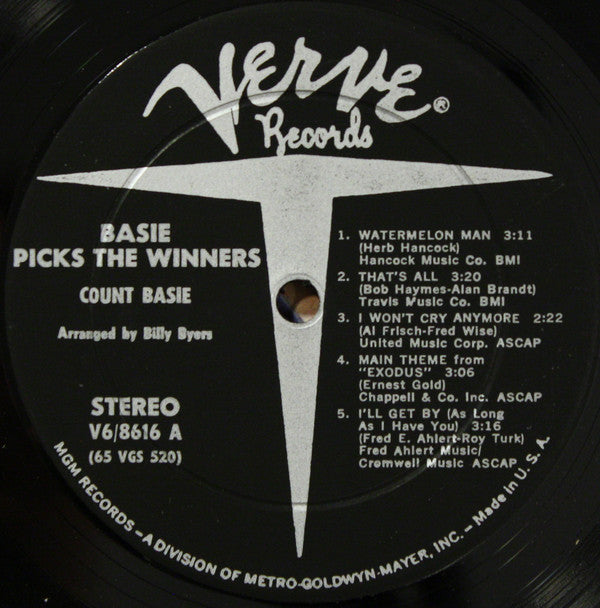 VERVE®
Records
BASIE
PICKS THE WINNERS
COUNT BASIE
Arranged by Billy Byers
STEREO
V6/8616 A
(65 VGS 520)
1. WATERMELON MAN 3:11
(Herb Hancock)
Hancock Music Co. BMI
2. THAT'S ALL 3:20
(Bob Haymes-Alan Brandt)
Travis Music Co. BMI
3. I WON'T CRY ANYMORE 2:22
(Al Frisch-Fred Wise)
United Music Corp. ASCAP
4. MAIN THEME from
"EXODUS" 3:06
(Ernest Gold)
Chappell & Co. Inc. ASCAP
5. I'LL GET BY (As Long
As I Have You) 3:16
(Fred E. Ahlert-Roy Turk)
Fred Ahlert Music/
Cromwell Music ASCAP
MGM RECORDS – A DIVISION OF METRO-GOLDWYN-MAYER, INC. – Made in U. S. A.